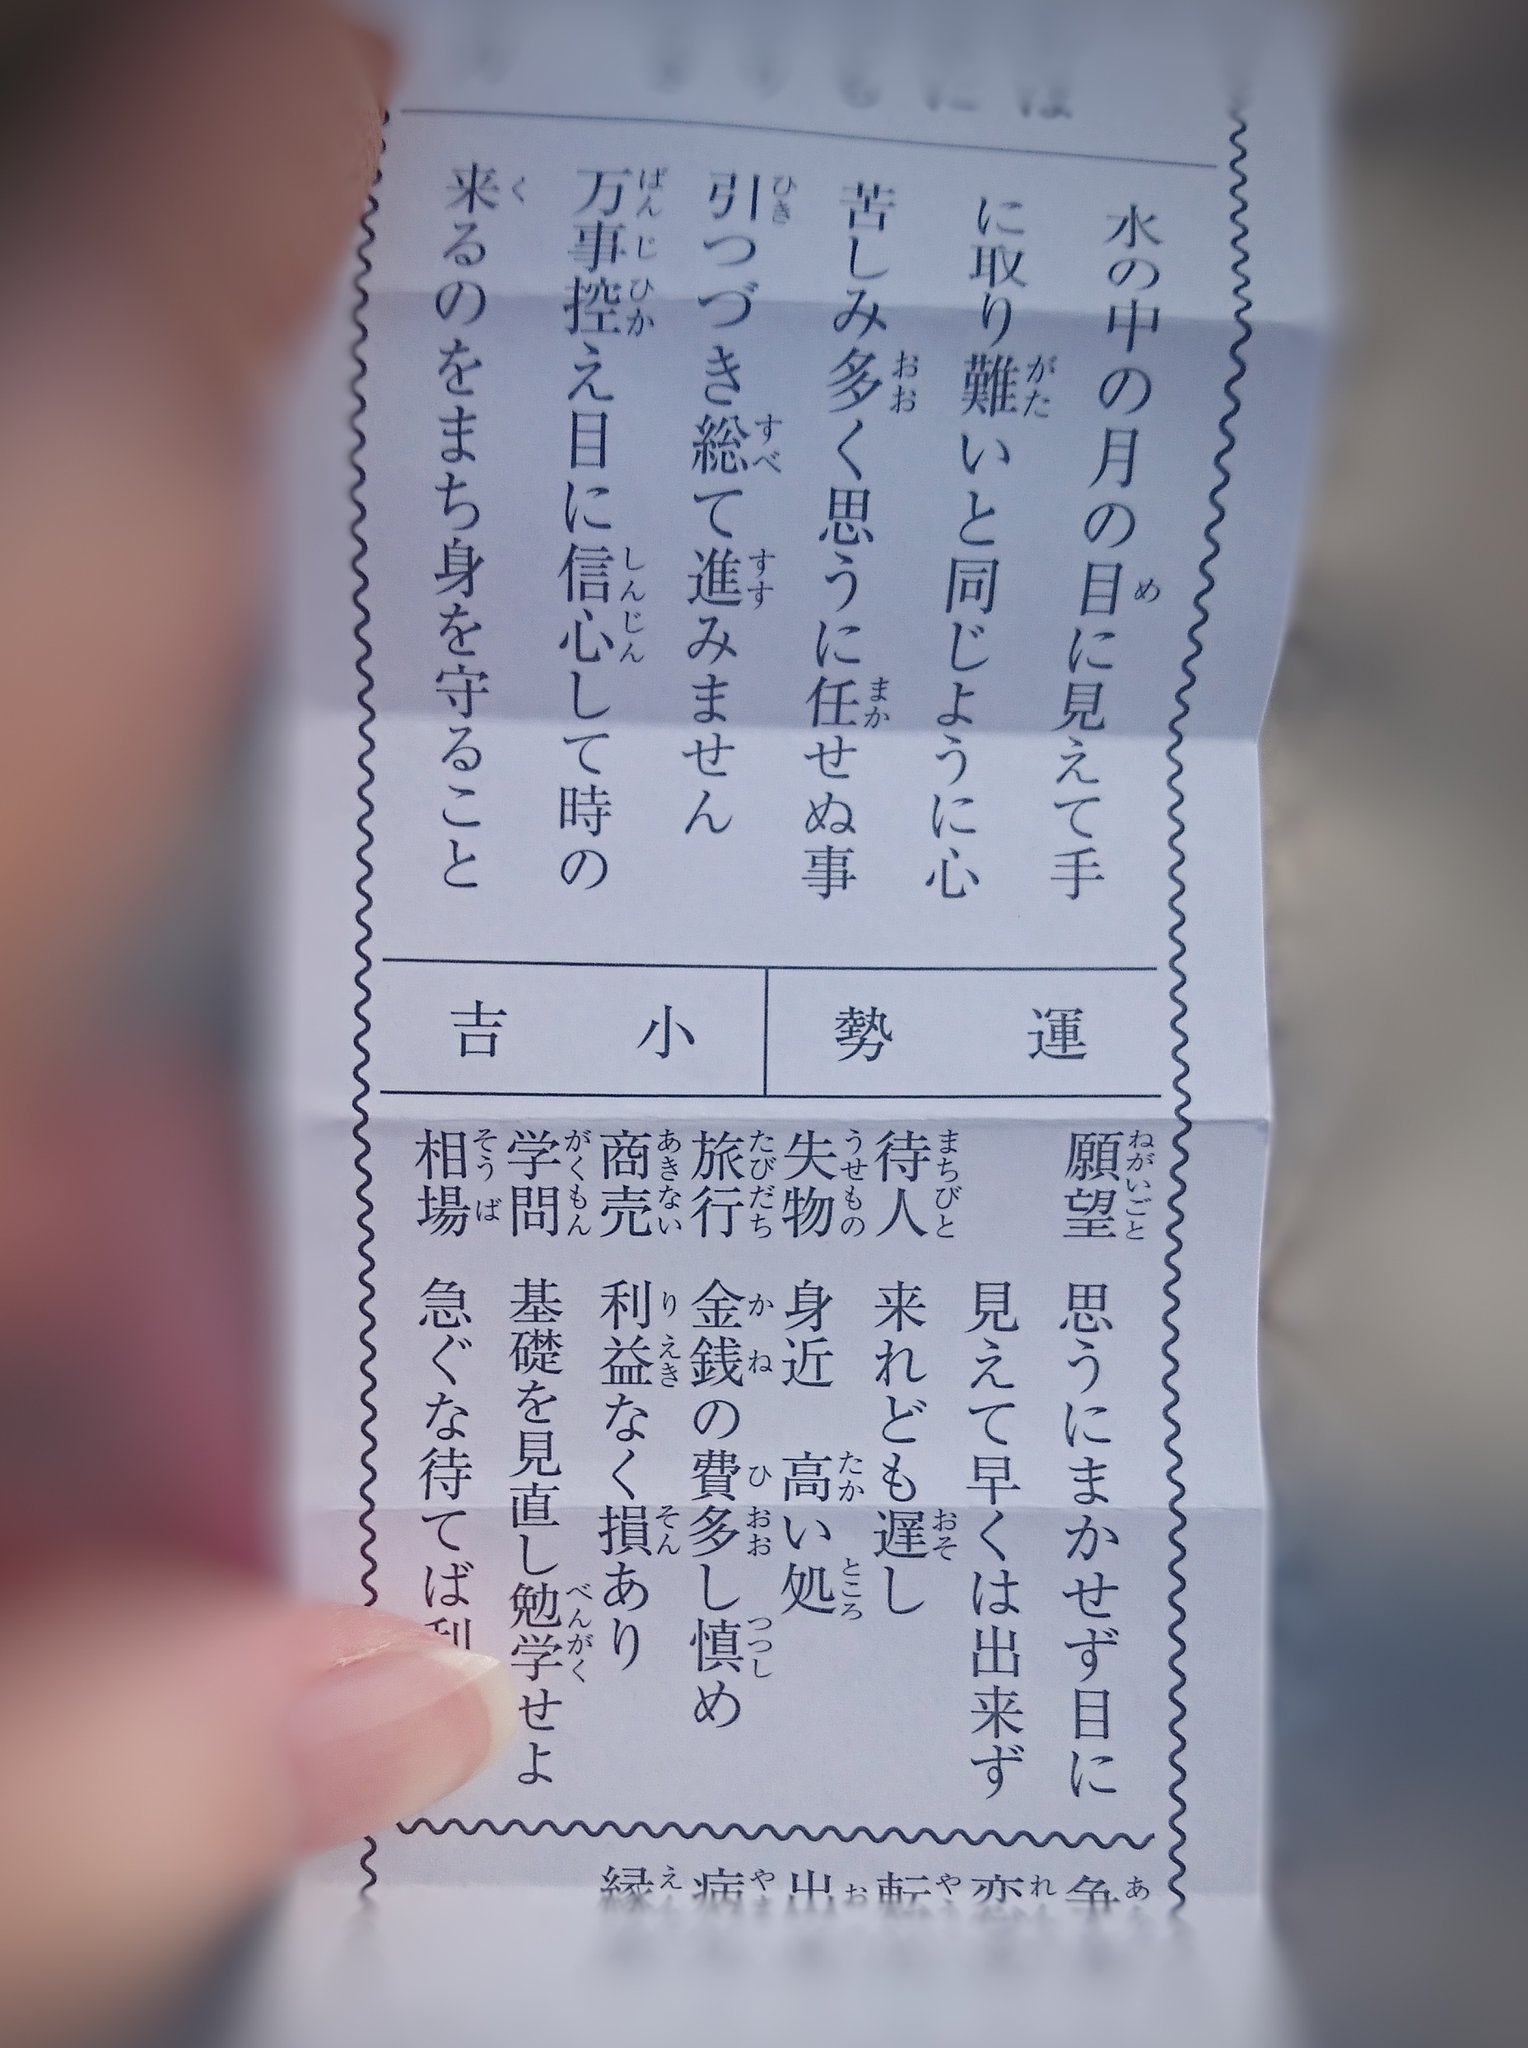 水の中の月の目に見えて手
に取り難いと同じように心
苦しみ多く思うに任せぬ事
引つづき総て進みません
万事控え目に信心して時の
来るのをまち身を守ること
運勢 小吉
願望 思うにまかせず目に
見えて早くは出来ず
待人 来れども遅し
失物 身近 高い処
旅行 金銭の費多し慎め
商売 利益なく損あり
学問 基礎を見直し勉学せよ
相場 急ぐな待てば利